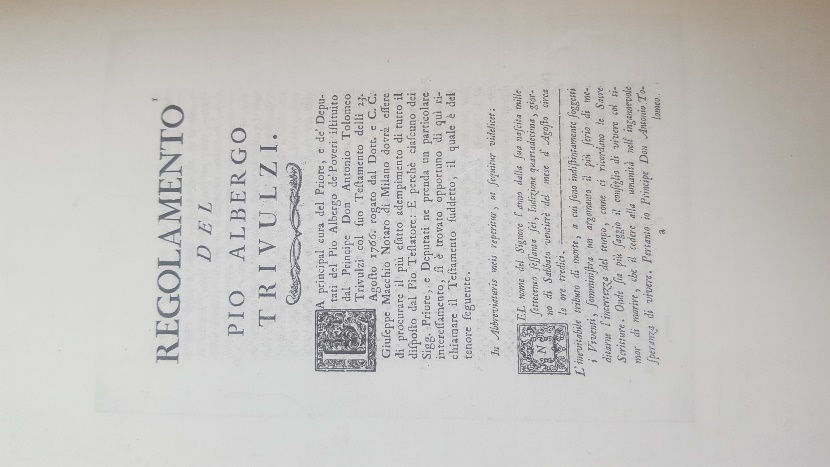 REGOLAMENTO
DEL
PIO ALBERGO
TRIVULZI.
LA principal cura del Priore, e de' Depu-
tati del Pio Albergo de' Poveri iſtituito
dal Principe Don Antonio Tolomeo
Trivulzi col ſuo Teſtamento delli 23.
Agoſto 1766. rogato dal Dott. e C. C.
Giuſeppe Macchio Notaro di Milano dovrà eſſere
di procurare il più eſatto adempimento di tutto il
diſpoſto dal Pio Teſtatore: E perchè ciaſcuno dei
Sigg. Priore, e Deputati ne prenda un particolare
intereſſamento, ſi è trovato opportuno di quì ri-
chiamare il Teſtamento ſuddetto, il quale è del
tenore ſeguente.
In Abbreviaturis meis reperitur, ut ſequitur videlicet:
NEL nome del Signore l'anno dalla ſua naſcita mille
ſettecento ſeſſanta ſei, Indizione quartadecima, gior-
no di Sabbato ventitrè del meſe d' Agoſto circa
le ore tredici.
L'inevitabile tributo di morte, a cui ſono indiſtintamente ſoggetti
i Viventi, ſomminiſtra un argomento il più ſerio di me-
ditarne l'incertezza del tempo, come ci ricordano le Sacre
Scritture. Onde ſia più ſaggio il conſiglio di vivere col ti-
mor di morire, che il cedere alla umanità nell' ingannevole
ſperanza di vivere. Pertanto io Principe Don Antonio To-
a
lomeo